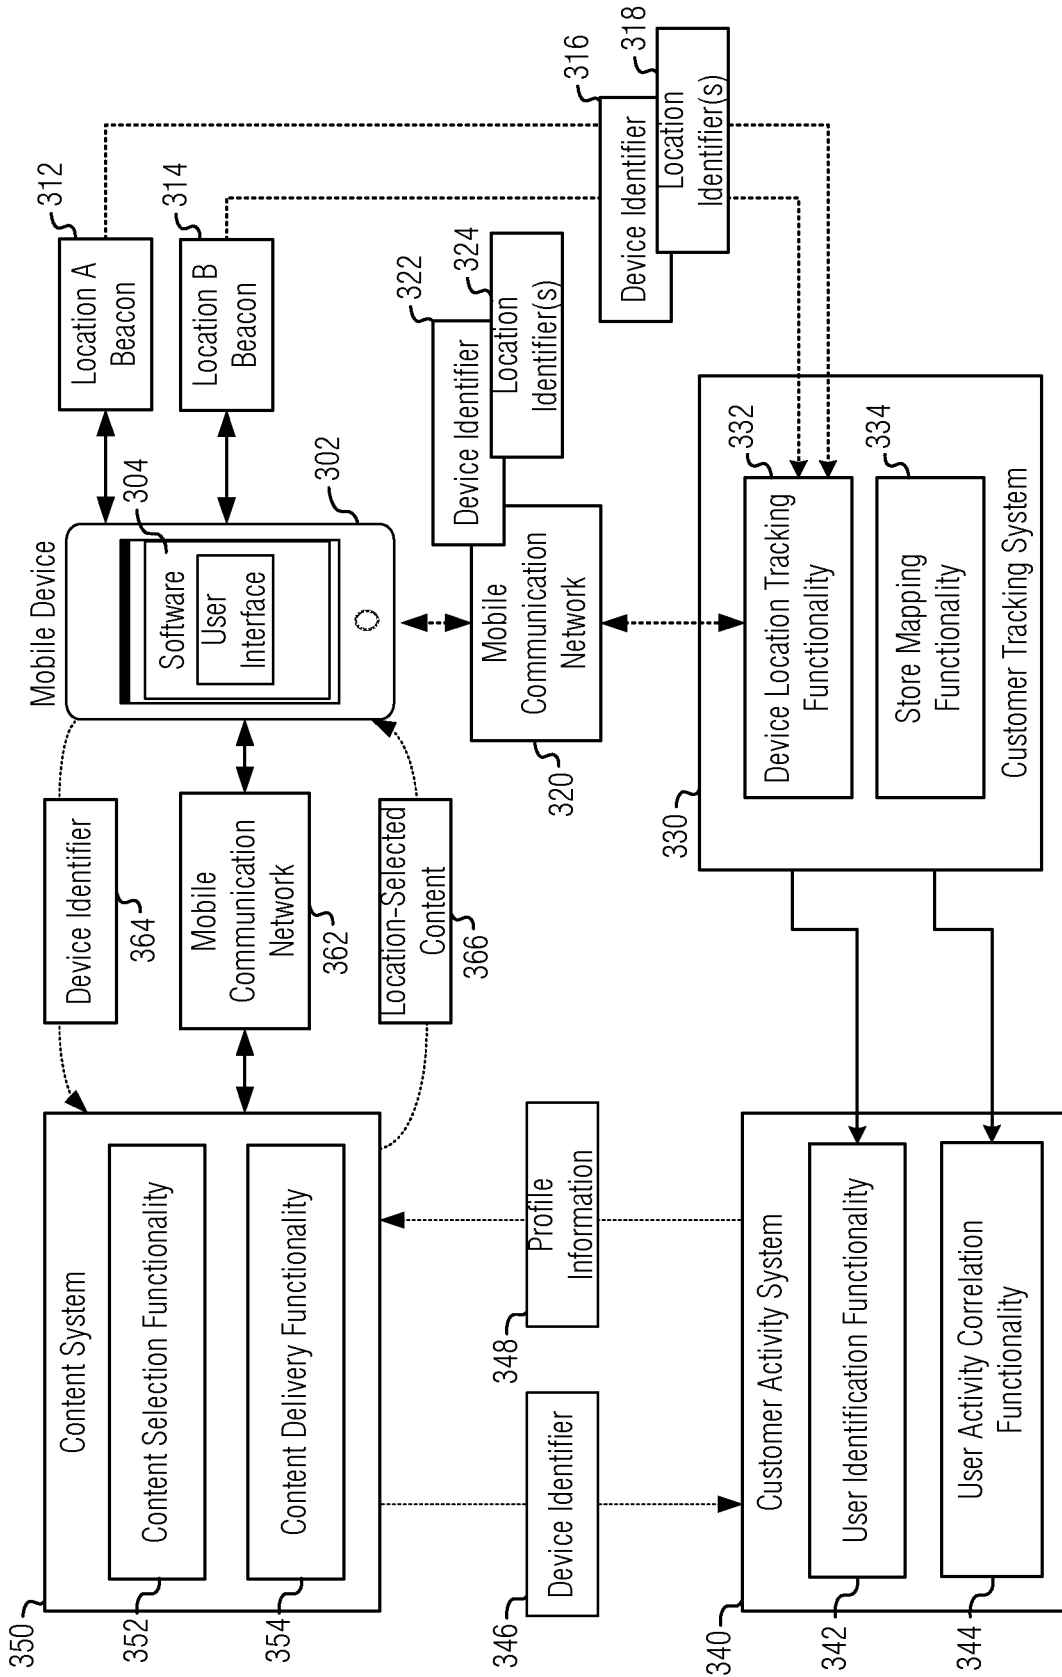 350
Content System
352
Content Selection Functionality
354
Content Delivery Functionality
Device Identifier
364
Mobile
Communication
Network
362
Location-Selected
Content
366
Mobile Device
304
Software
User
Interface
302
312
Location A
Beacon
314
Location B
Beacon
346
Device Identifier
348
Profile
Information
320
Mobile
Communication
Network
322
Device Identifier
324
Location
Identifier(s)
316
Device Identifier
318
Location
Identifier(s)
340
Customer Activity System
342
User Identification Functionality
344
User Activity Correlation
Functionality
330
332
Device Location Tracking
Functionality
334
Store Mapping
Functionality
Customer Tracking System